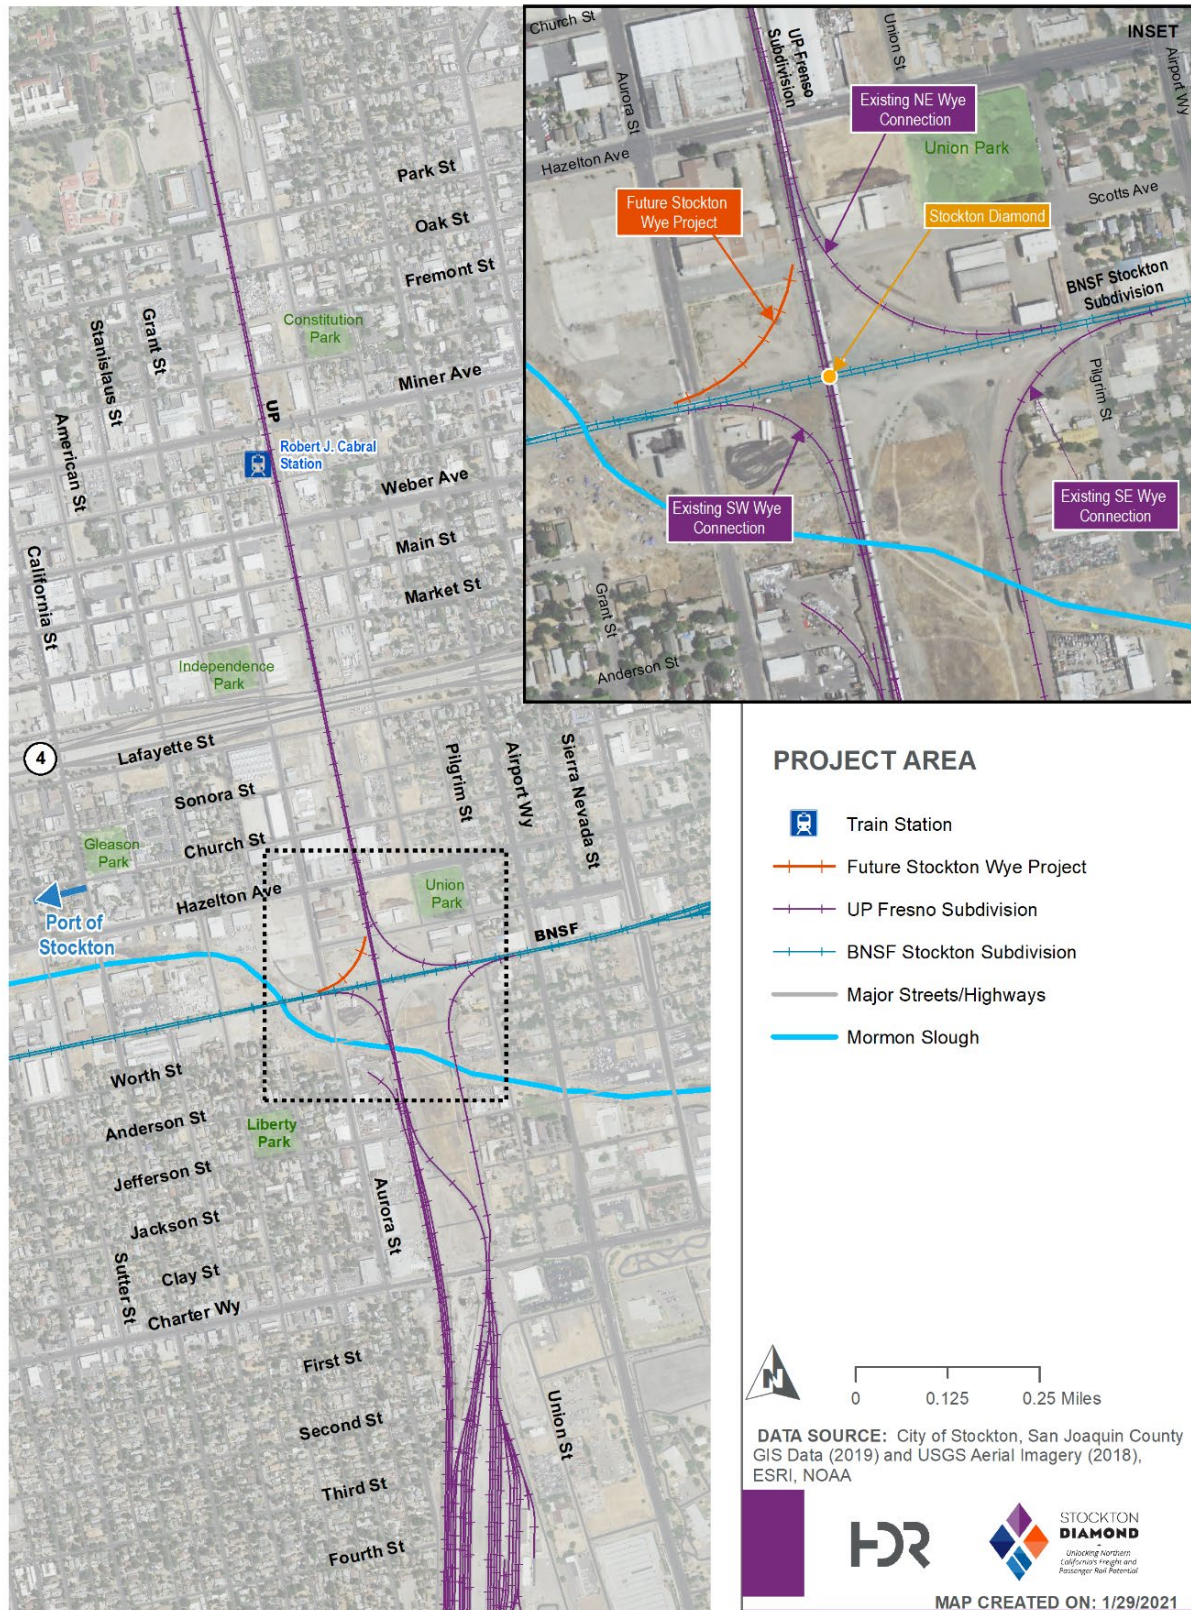 Park St
Oak St
Fremont St
Constitution
Park
Grant St
Stanislaus St
American St
Miner Ave
UP
Robert J. Cabral
Station
Weber Ave
Main St
Market St
California St
Independence
Park
4
Lafayette St
Sonora St
Church St
Gleason
Park
Hazelton Ave
Port of
Stockton
Pilgrim St
Airport Wy
Sierra Nevada St
Union
Park
BNSF
Worth St
Anderson St
Liberty
Park
Jefferson St
Jackson St
Aurora St
Sutter St
Clay St
Charter Wy
First St
Second St
Union St
Third St
Fourth St
INSET
Church St
Aurora St
UP Frenso
Subdivision
Union St
Airport Wy
Existing NE Wye
Connection
Hazelton Ave
Union Park
Future Stockton
Wye Project
Stockton Diamond
Scotts Ave
BNSF Stockton
Subdivision
Pilgrim St
Existing SW Wye
Connection
Existing SE Wye
Connection
Grant St
Anderson St
PROJECT AREA
Train Station
Future Stockton Wye Project
UP Fresno Subdivision
BNSF Stockton Subdivision
Major Streets/Highways
Mormon Slough
N
0 0.125 0.25 Miles
DATA SOURCE: City of Stockton, San Joaquin County
GIS Data (2019) and USGS Aerial Imagery (2018),
ESRI, NOAA
HDR
STOCKTON
DIAMOND
Unlocking Northern
California's Freight and
Passenger Rail Potential
MAP CREATED ON: 1/29/2021